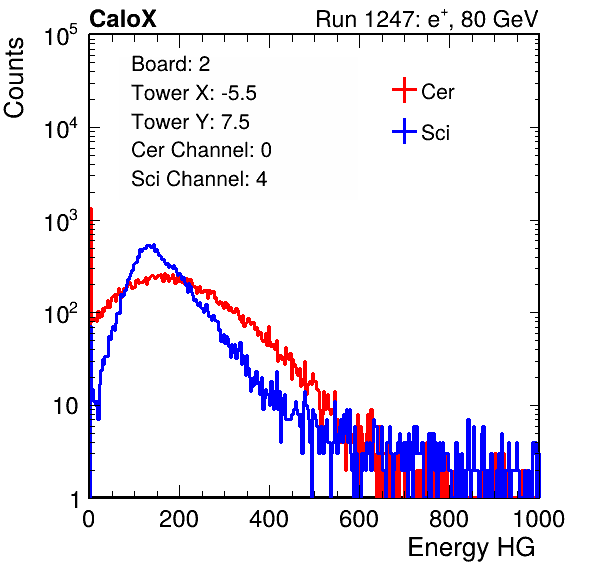 CaloX Run 1247: e⁺, 80 GeV
Counts
10⁵
10⁴
10³
10²
10
1
Board: 2
Tower X: -5.5
Tower Y: 7.5
Cer Channel: 0
Sci Channel: 4
Cer
Sci
0 200 400 600 800 1000
Energy HG